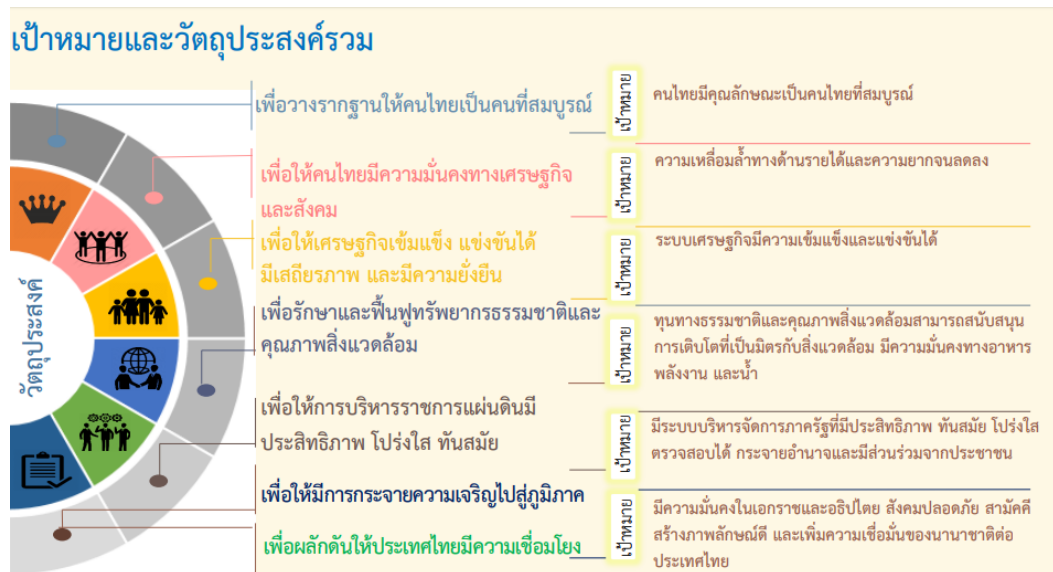 เป้าหมายและวัตถุประสงค์รวม
วัตถุประสงค์
เพื่อวางรากฐานให้คนไทยเป็นคนที่สมบูรณ์
เป้าหมาย
คนไทยมีคุณลักษณะเป็นคนไทยที่สมบูรณ์
เพื่อให้คนไทยมีความมั่นคงทางเศรษฐกิจ
และสังคม
เป้าหมาย
ความเหลื่อมล้ำทางด้านรายได้และความยากจนลดลง
เพื่อให้เศรษฐกิจเข้มแข็ง แข่งขันได้
มีเสถียรภาพ และมีความยั่งยืน
เป้าหมาย
ระบบเศรษฐกิจมีความเข้มแข็งและแข่งขันได้
เพื่อรักษาและฟื้นฟูทรัพยากรธรรมชาติและ
คุณภาพสิ่งแวดล้อม
เป้าหมาย
ทุนทางธรรมชาติและคุณภาพสิ่งแวดล้อมสามารถสนับสนุน
การเติบโตที่เป็นมิตรกับสิ่งแวดล้อม มีความมั่นคงทางอาหาร
พลังงาน และน้ำ
เพื่อให้การบริหารราชการแผ่นดินมี
ประสิทธิภาพ โปร่งใส ทันสมัย
เป้าหมาย
มีระบบบริหารจัดการภาครัฐที่มีประสิทธิภาพ ทันสมัย โปร่งใส
ตรวจสอบได้ กระจายอำนาจและมีส่วนร่วมจากประชาชน
เพื่อให้มีการกระจายความเจริญไปสู่ภูมิภาค
เพื่อผลักดันให้ประเทศไทยมีความเชื่อมโยง
เป้าหมาย
มีความมั่นคงในเอกราชและอธิปไตย สังคมปลอดภัย สามัคคี
สร้างภาพลักษณ์ดี และเพิ่มความเชื่อมั่นของนานาชาติต่อ
ประเทศไทย